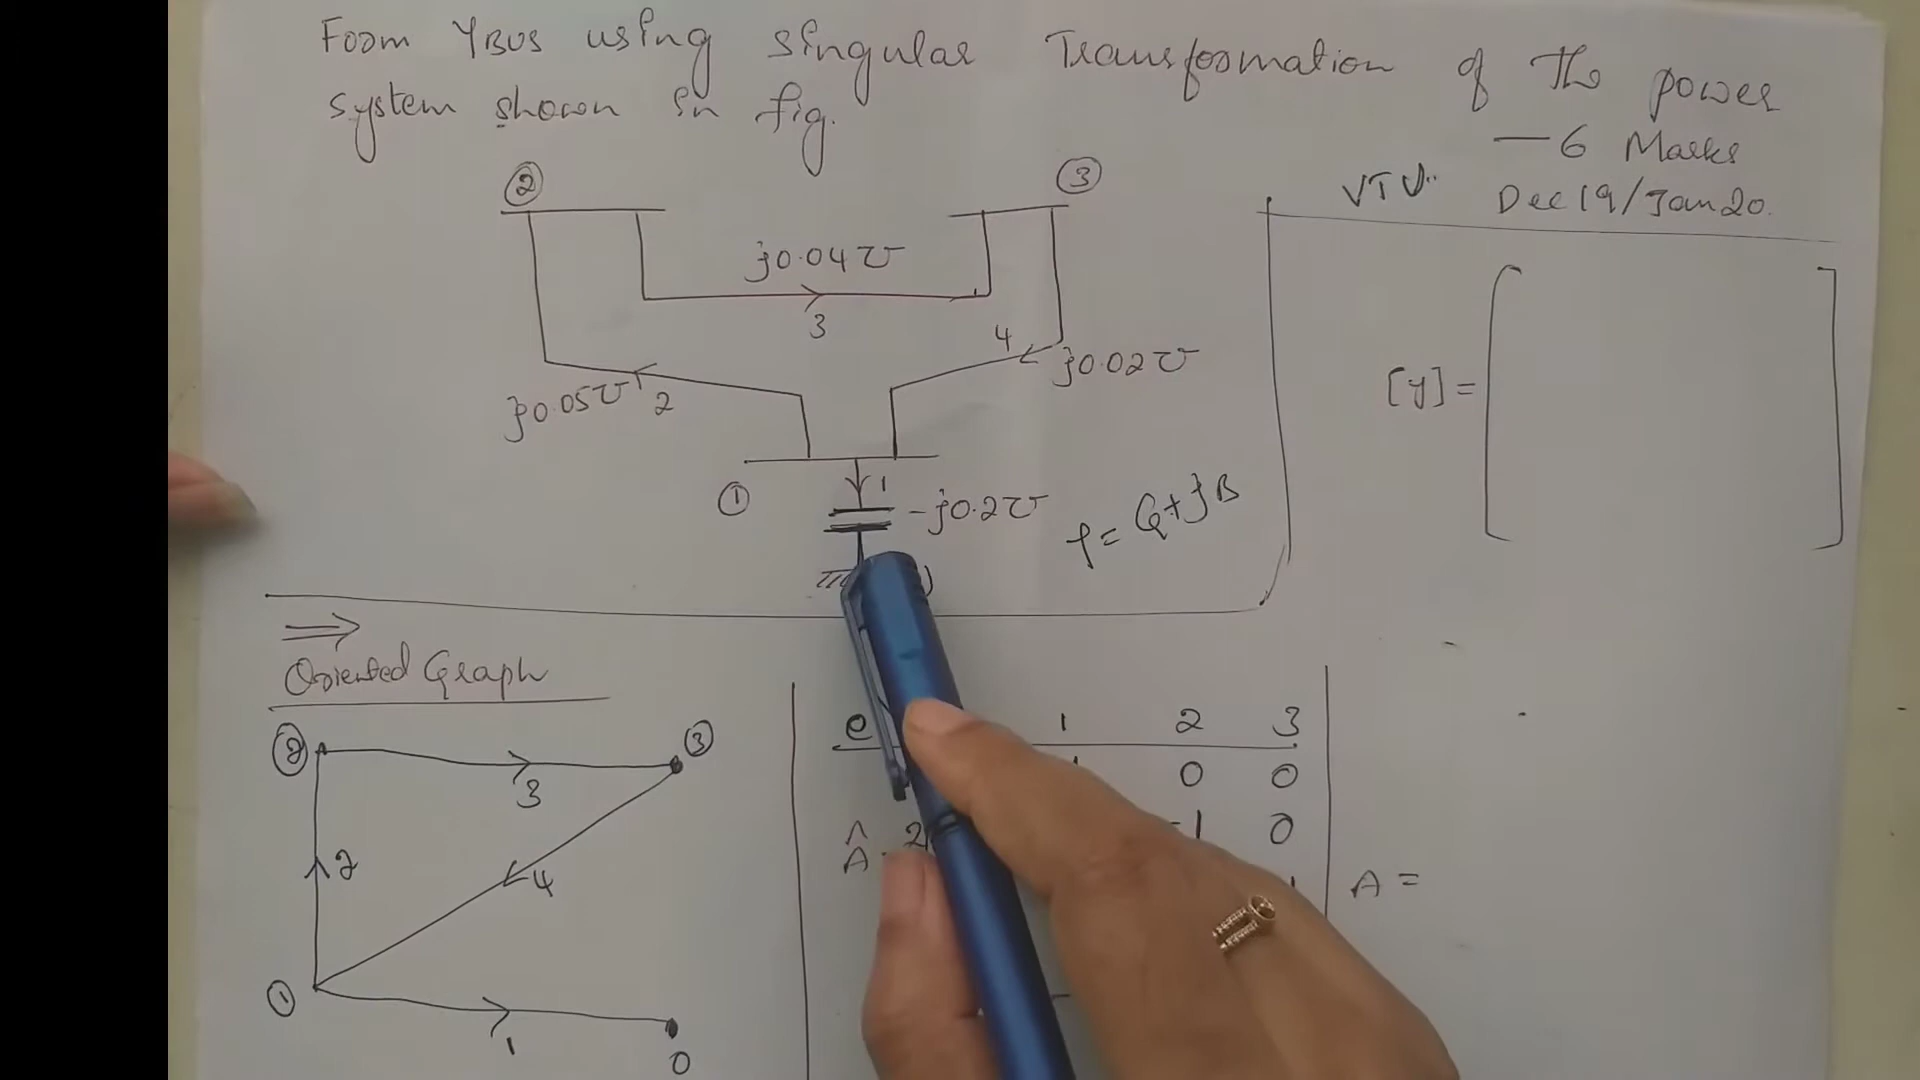 Form YBUS using singular Transformation of the power
system shown in fig.
— 6 Marks
VTU
Dec 19/Jan 20.
②
③
j0.04℧
3
4
j0.02℧
j0.05℧
2
①
1
-j0.2℧
Y = G+jB
[y] =
⇒
Oriented Graph
②
③
3
2
4
①
1
0
e
1 2 3
0 0
-1 0
Â
2
A =